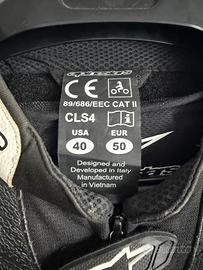 alpinestars
CE
89/686/EEC CAT II
CLS4
USA EUR
40 50
Designed and
Developed in Italy
Manufactured
in Vietnam